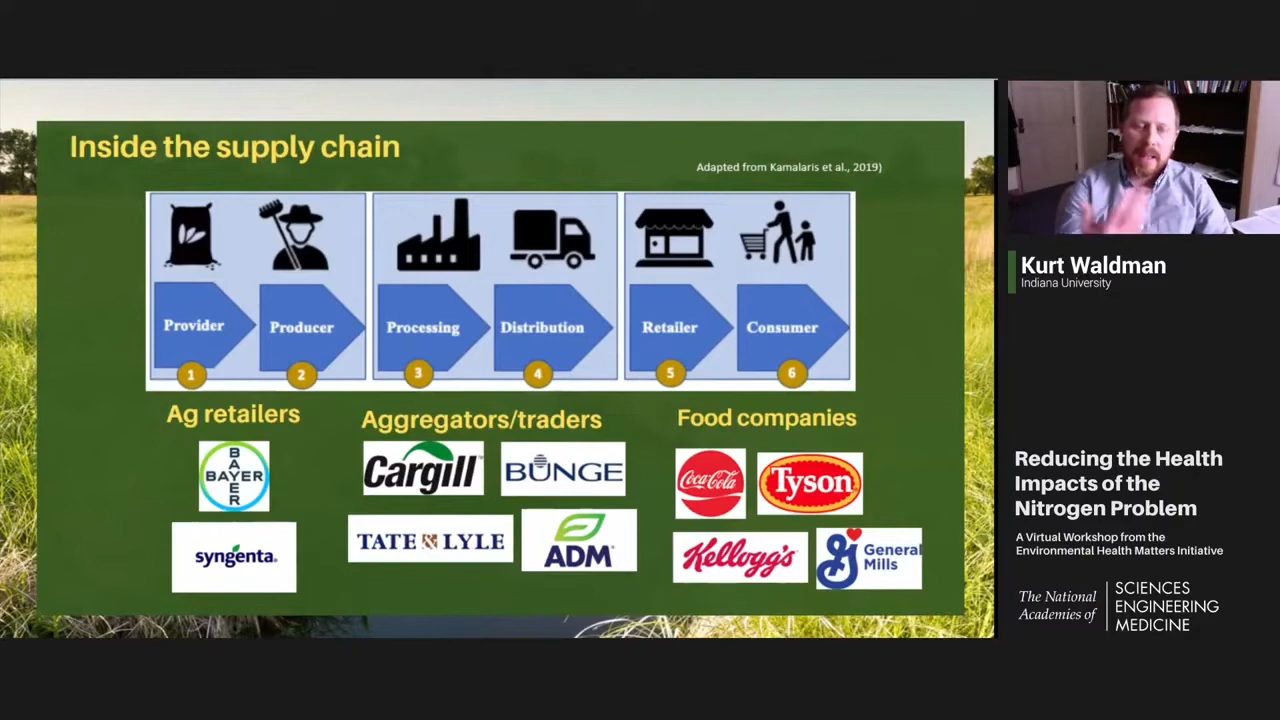 Inside the supply chain
Adapted from Kamalaris et al., 2019)
Provider
Producer
Processing
Distribution
Retailer
Consumer
1
2
3
4
5
6
Ag retailers
Aggregators/traders
Food companies
BAYER
BAYER
syngenta.
Cargill™
BUNGE
TATE & LYLE
ADM
Coca-Cola
Tyson
Kellogg's
G
General
Mills
Kurt Waldman
Indiana University
Reducing the Health
Impacts of the
Nitrogen Problem
A Virtual Workshop from the
Environmental Health Matters Initiative
The National
Academies of
SCIENCES
ENGINEERING
MEDICINE